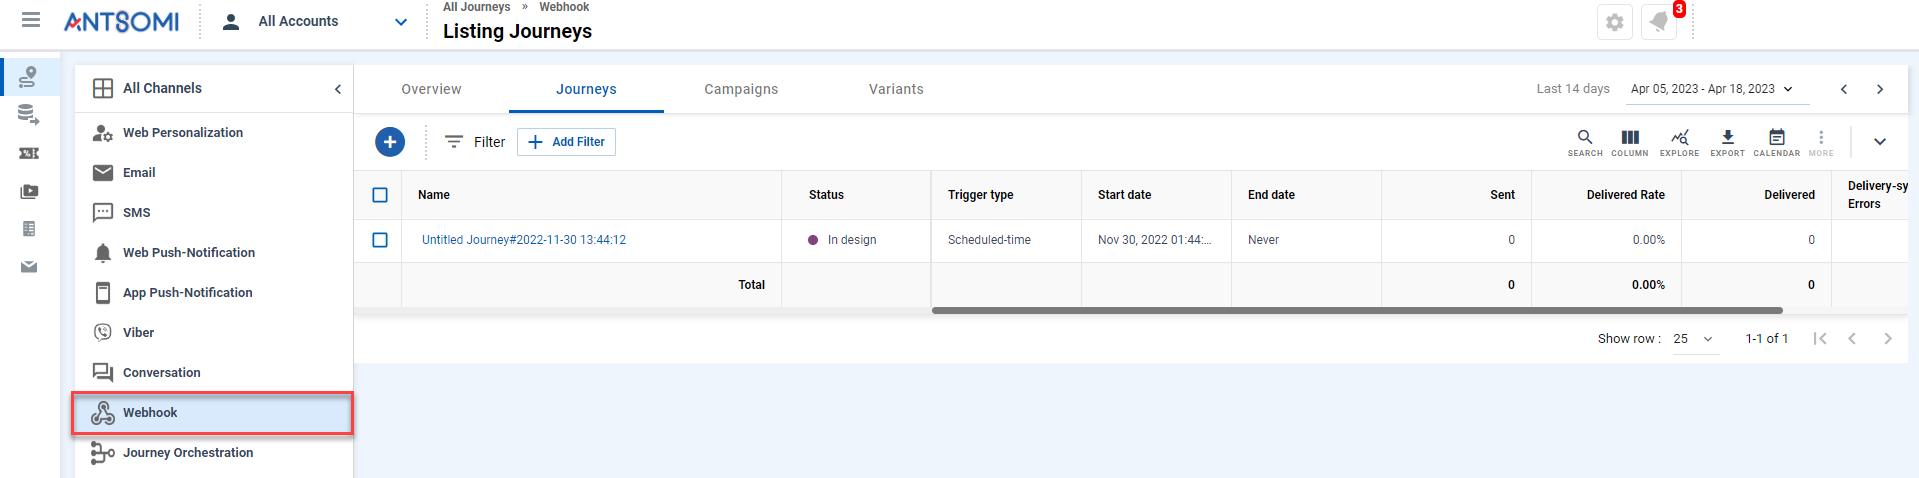 ANTSOMI
All Accounts
All Journeys » Webhook
Listing Journeys
3
All Channels
Web Personalization
Email
SMS
Web Push-Notification
App Push-Notification
Viber
Conversation
Webhook
Journey Orchestration
Overview Journeys Campaigns Variants
Last 14 days Apr 05, 2023 - Apr 18, 2023
Filter Add Filter
SEARCH COLUMN EXPLORE EXPORT CALENDAR MORE
Name Status Trigger type Start date End date Sent Delivered Rate Delivered Delivery-sy
Errors
Untitled Journey#2022-11-30 13:44:12 In design Scheduled-time Nov 30, 2022 01:44:... Never 0 0.00% 0
Total 0 0.00% 0
Show row : 25 1-1 of 1